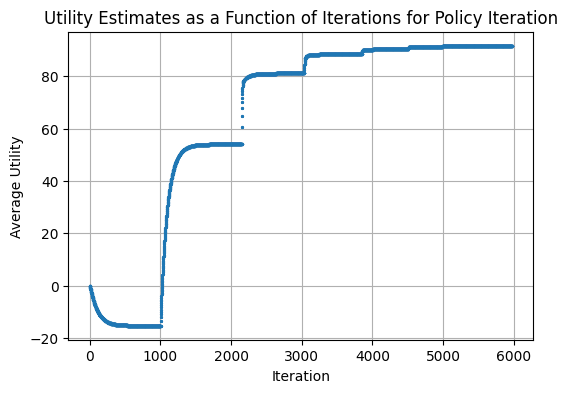 Utility Estimates as a Function of Iterations for Policy Iteration
Average Utility
80
60
40
20
0
−20
0 1000 2000 3000 4000 5000 6000
Iteration